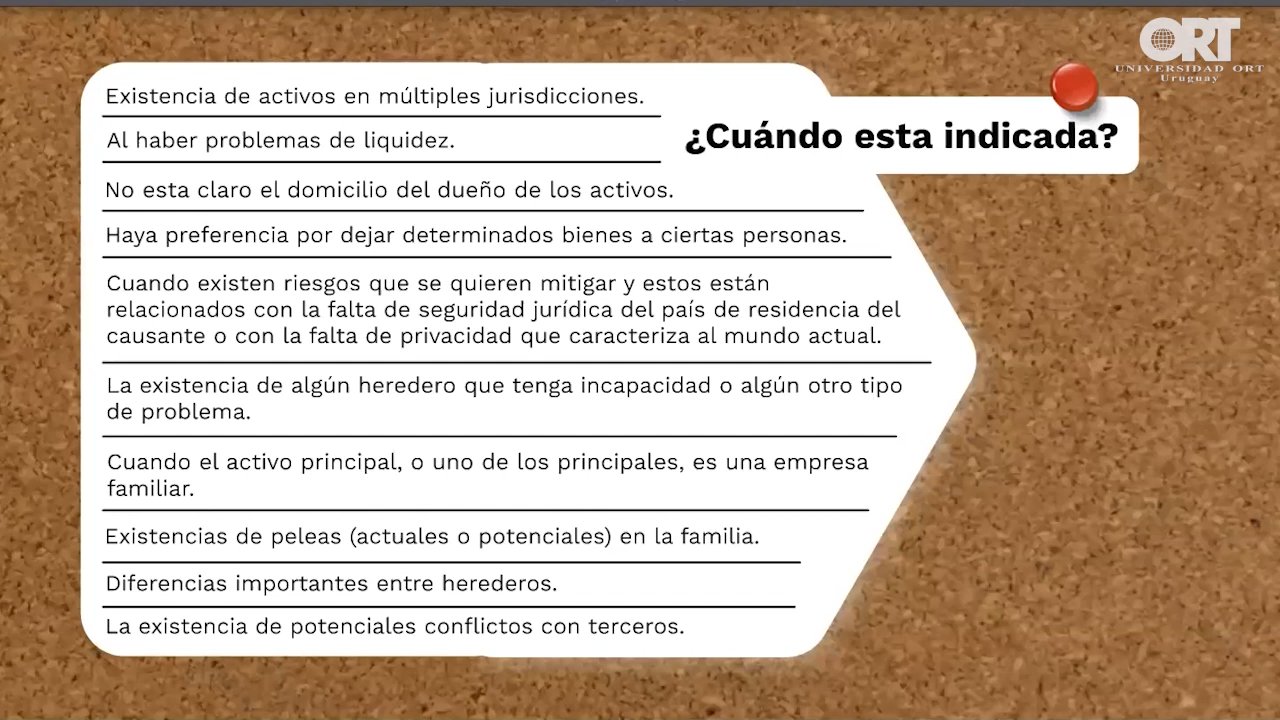 ORT
UNIVERSIDAD ORT
Uruguay
¿Cuándo esta indicada?
Existencia de activos en múltiples jurisdicciones.
Al haber problemas de liquidez.
No esta claro el domicilio del dueño de los activos.
Haya preferencia por dejar determinados bienes a ciertas personas.
Cuando existen riesgos que se quieren mitigar y estos están
relacionados con la falta de seguridad jurídica del país de residencia del
causante o con la falta de privacidad que caracteriza al mundo actual.
La existencia de algún heredero que tenga incapacidad o algún otro tipo
de problema.
Cuando el activo principal, o uno de los principales, es una empresa
familiar.
Existencias de peleas (actuales o potenciales) en la familia.
Diferencias importantes entre herederos.
La existencia de potenciales conflictos con terceros.